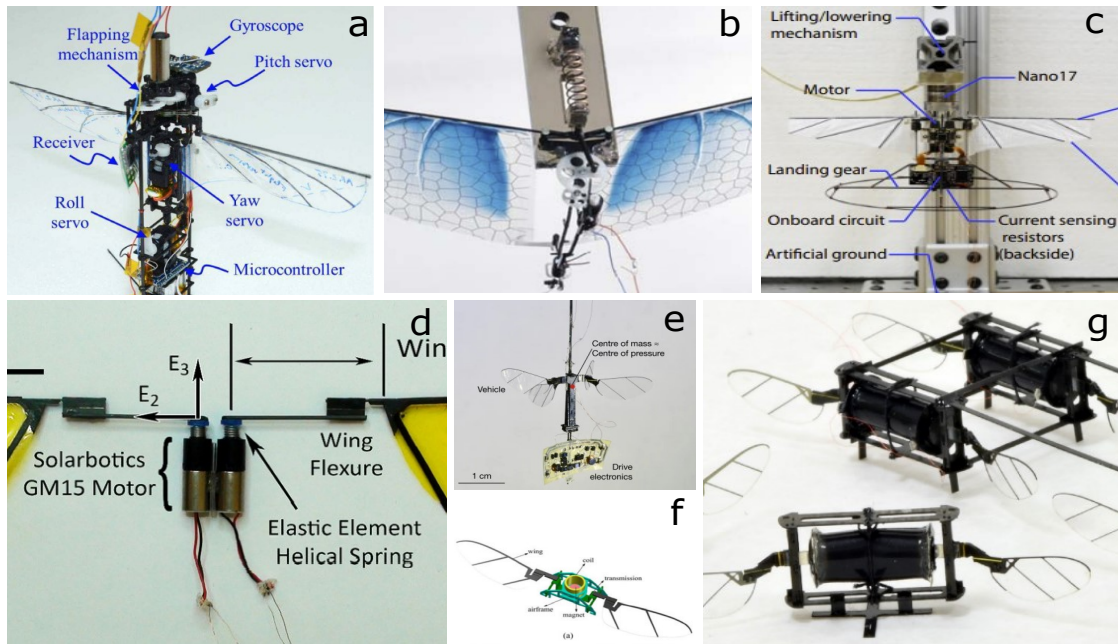 a
Flapping
mechanism
Gyroscope
Pitch servo
Receiver
Roll
servo
Yaw
servo
Microcontroller
b
c
Lifting/lowering
mechanism
Nano17
Motor
Landing gear
Onboard circuit
Current sensing
resistors
(backside)
Artificial ground
d
E3
E2
Win
Wing
Flexure
Solarbotics
GM15 Motor
Elastic Element
Helical Spring
e
Centre of mass =
Centre of pressure
Vehicle
Drive
electronics
1 cm
f
wing
coil
transmission
airframe
magnet
(a)
g